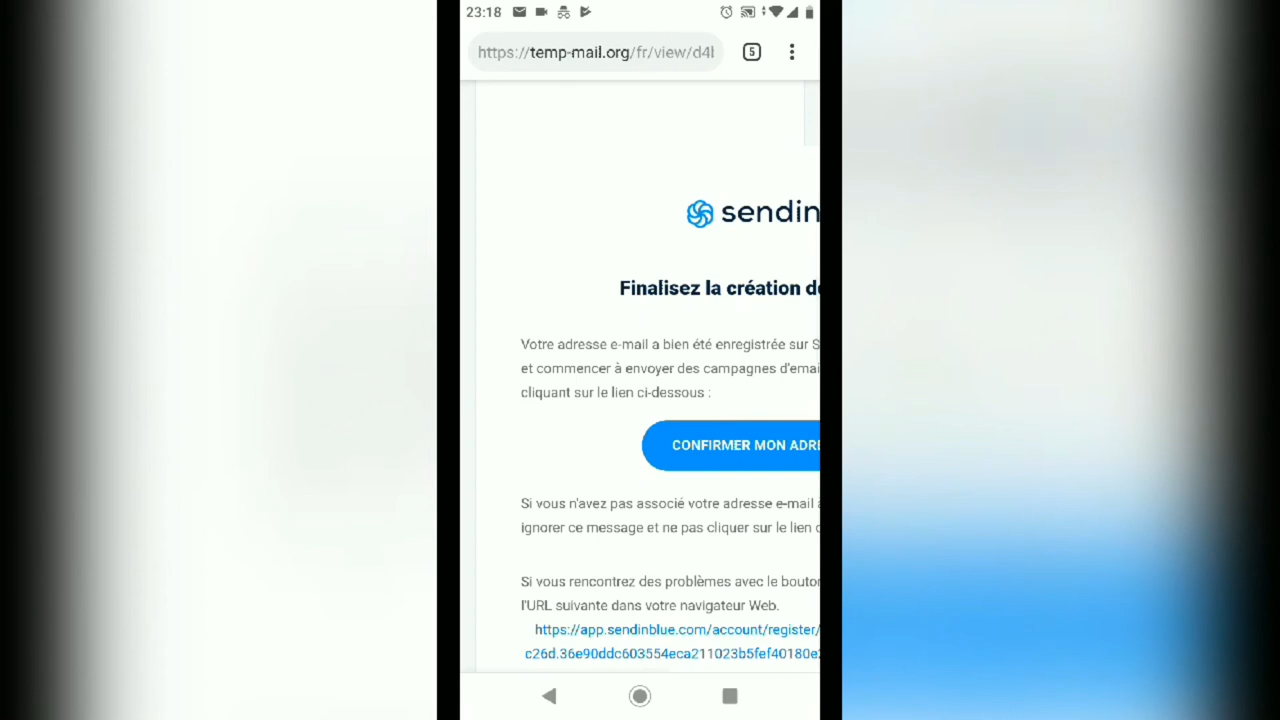 23:18
https://temp-mail.org/fr/view/d4
5
sendin
Finalisez la création d
Votre adresse e-mail a bien été enregistrée sur S
et commencer à envoyer des campagnes d'emai
cliquant sur le lien ci-dessous :
CONFIRMER MON ADRE
Si vous n'avez pas associé votre adresse e-mail
ignorer ce message et ne pas cliquer sur le lien
Si vous rencontrez des problèmes avec le bouton
l'URL suivante dans votre navigateur Web.
https://app.sendinblue.com/account/register/
c26d.36e90ddc603554eca211023b5fef40180e